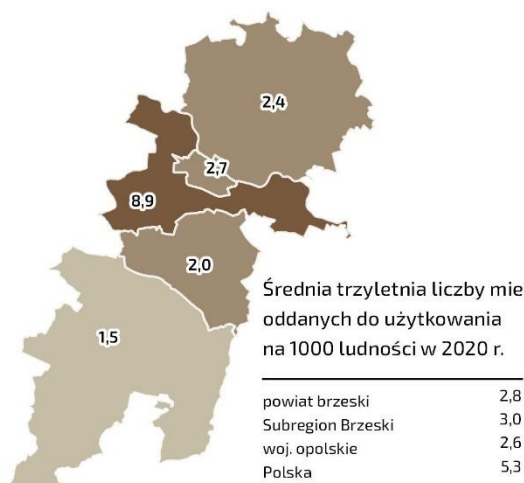 2,4
2,7
8,9
2,0
1,5
Średnia trzyletnia liczby mie
oddanych do użytkowania
na 1000 ludności w 2020 r.
powiat brzeski 2,8
Subregion Brzeski 3,0
woj. opolskie 2,6
Polska 5,3